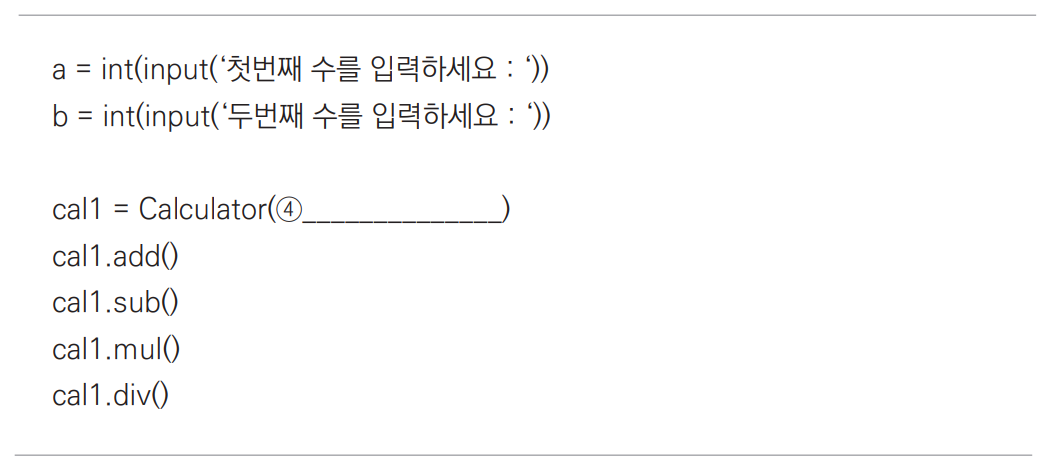 a = int(input(‘첫번째 수를 입력하세요 : ‘))
b = int(input(‘두번째 수를 입력하세요 : ‘))
cal1 = Calculator(④______________)
cal1.add()
cal1.sub()
cal1.mul()
cal1.div()